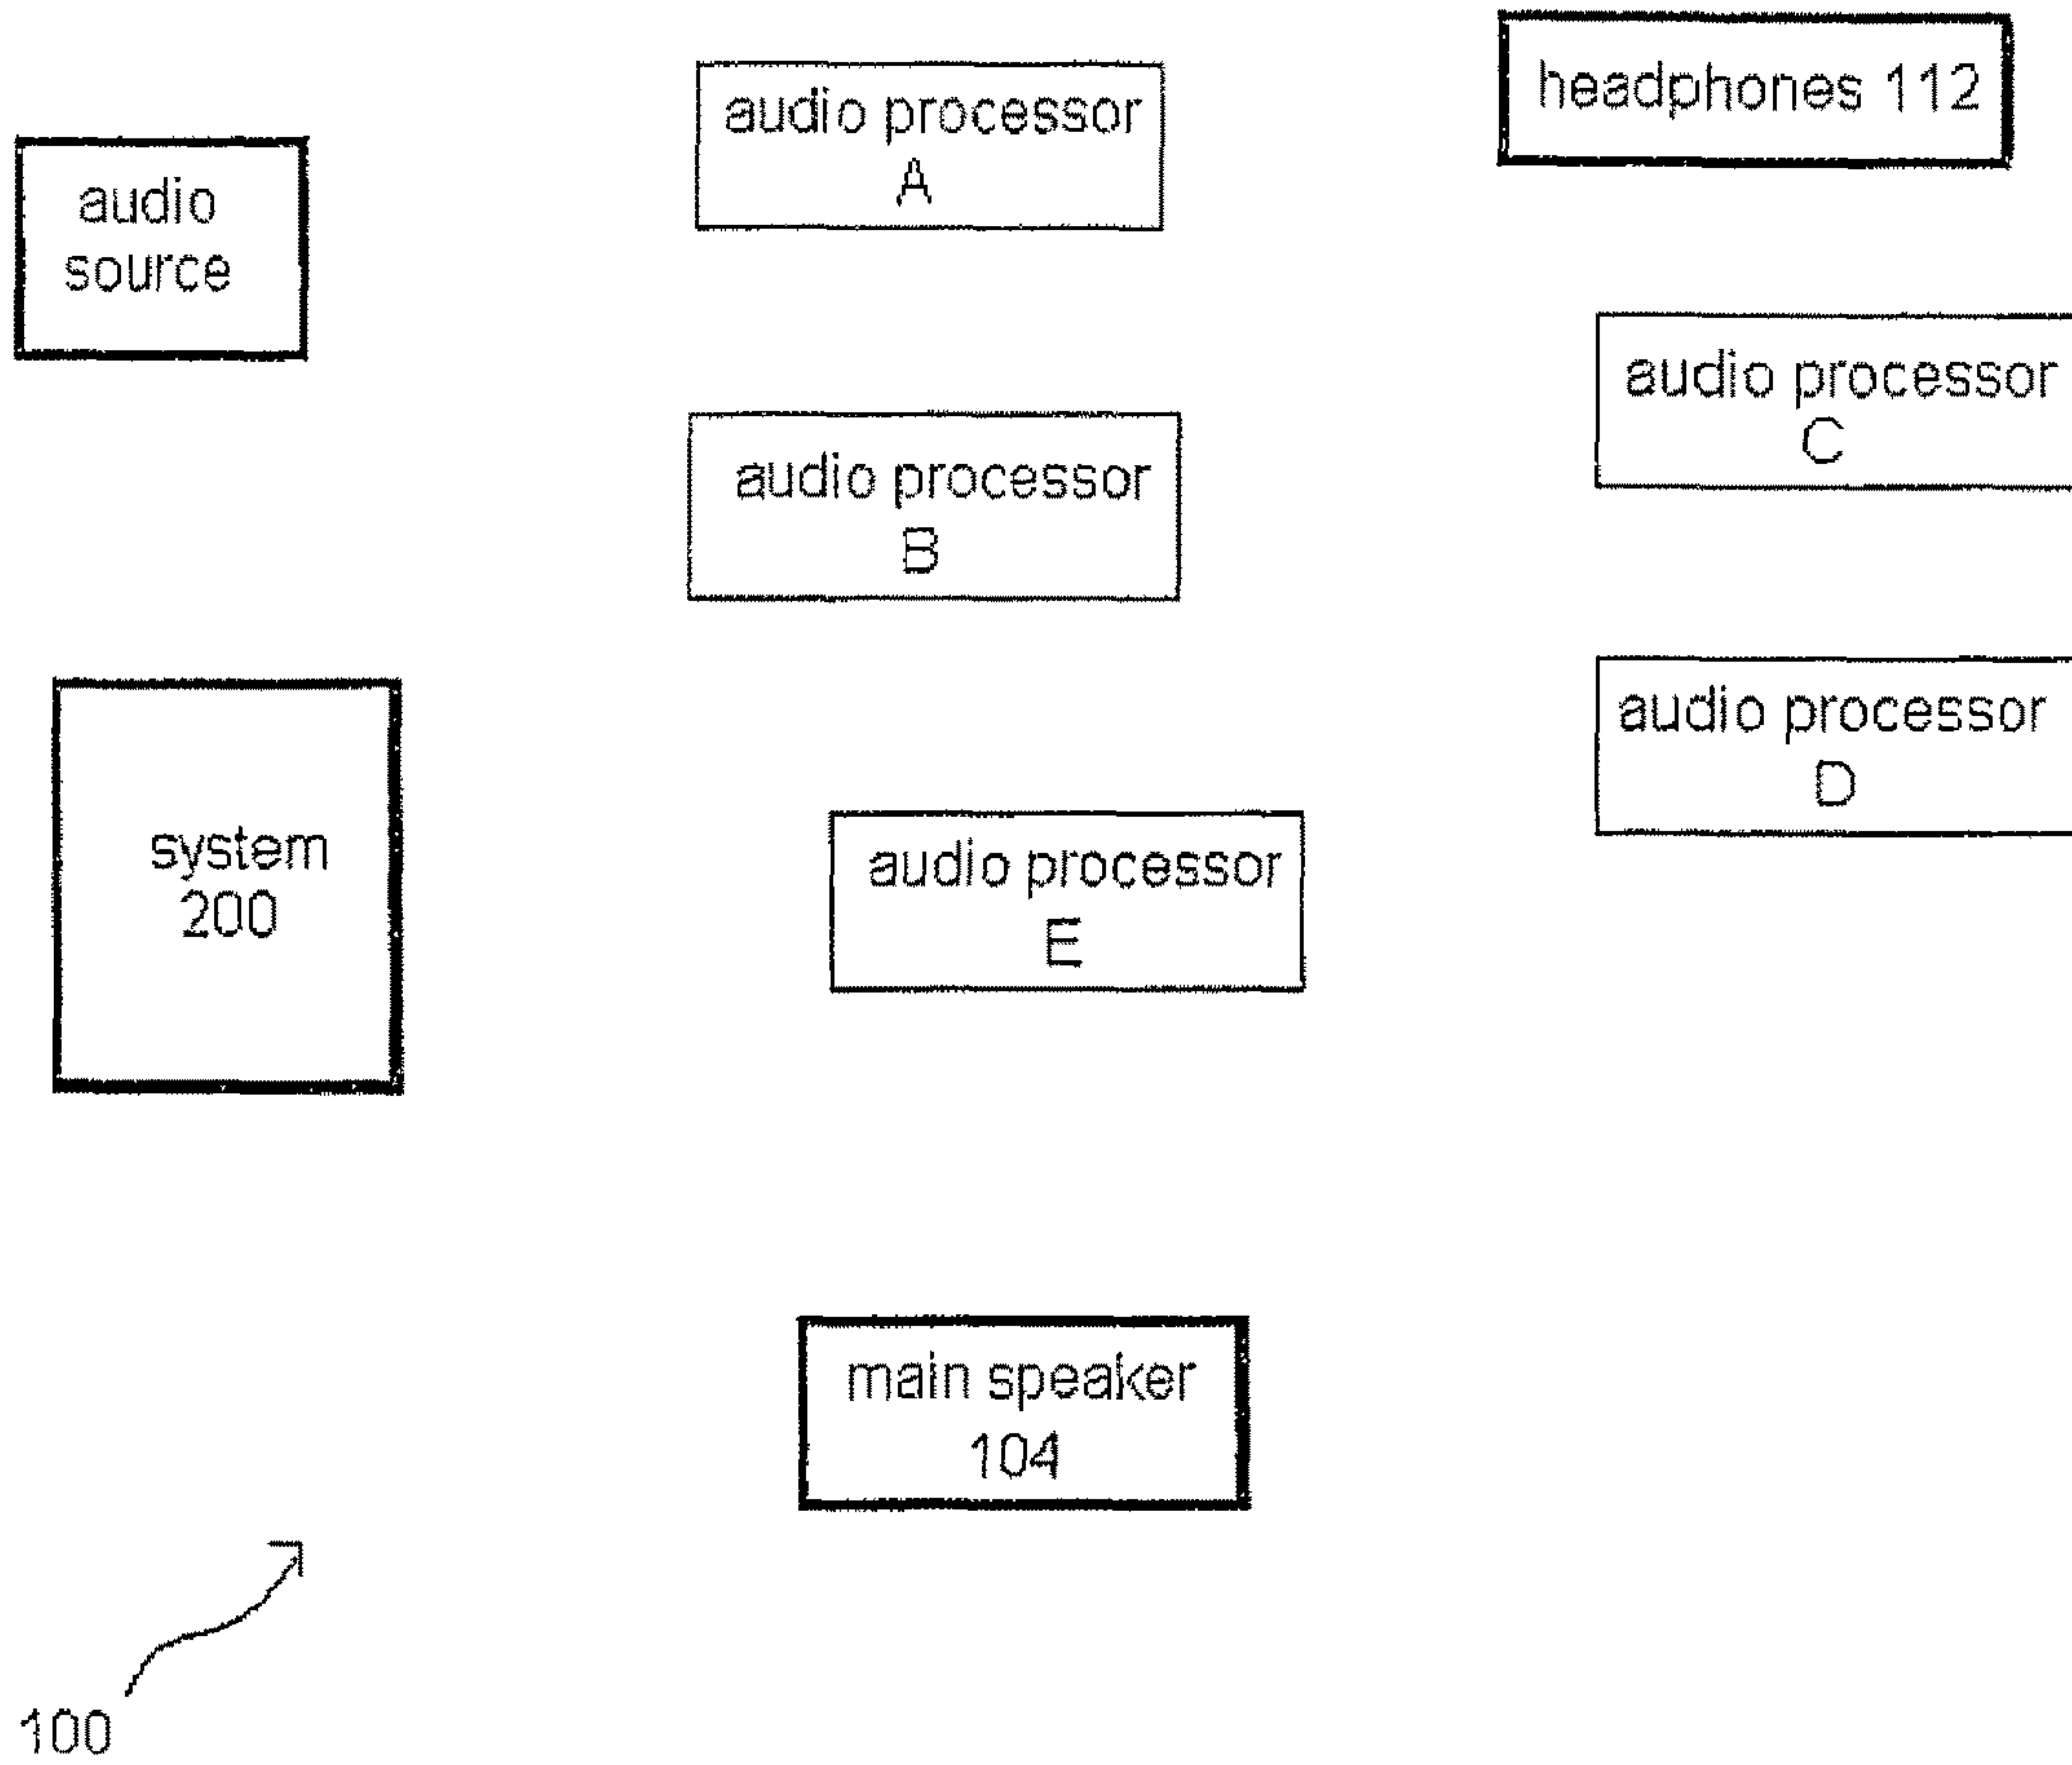 headphones 112
audio processor
A
audio
source
audio processor
C
audio processor
B
audio processor
D
system
200
audio processor
E
main speaker
104
100